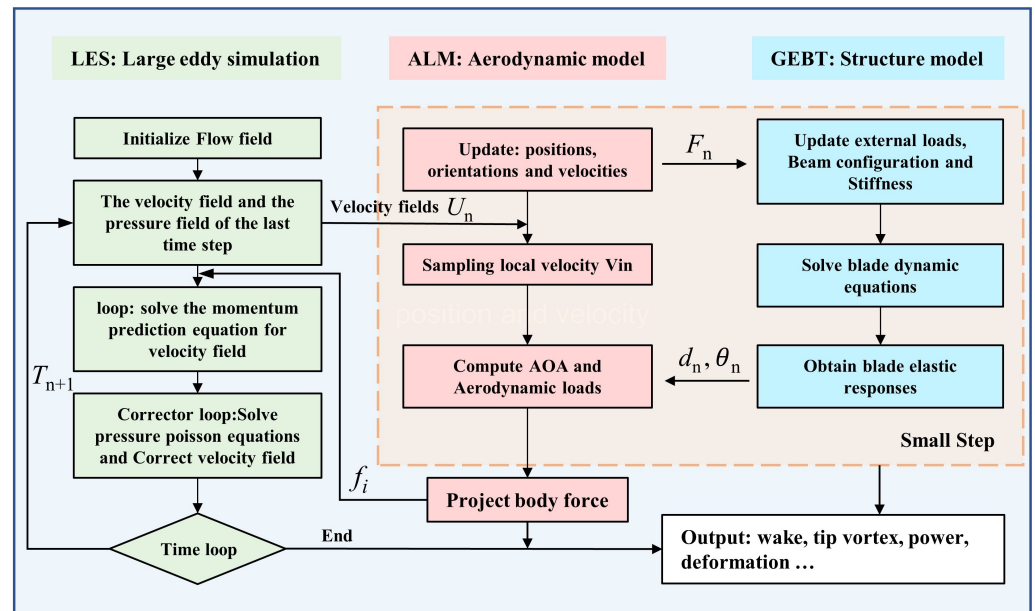 LES: Large eddy simulation
ALM: Aerodynamic model
GEBT: Structure model
Initialize Flow field
The velocity field and the
pressure field of the last
time step
loop: solve the momentum
prediction equation for
velocity field
T_{n+1}
Corrector loop:Solve
pressure poisson equations
and Correct velocity field
Time loop
End
Velocity fields U_n
f_i
Update: positions,
orientations and velocities
Sampling local velocity Vin
position and velocity
Compute AOA and
Aerodynamic loads
Project body force
F_n
d_n, θ_n
Update external loads,
Beam configuration and
Stiffness
Solve blade dynamic
equations
Obtain blade elastic
responses
Small Step
Output: wake, tip vortex, power,
deformation …